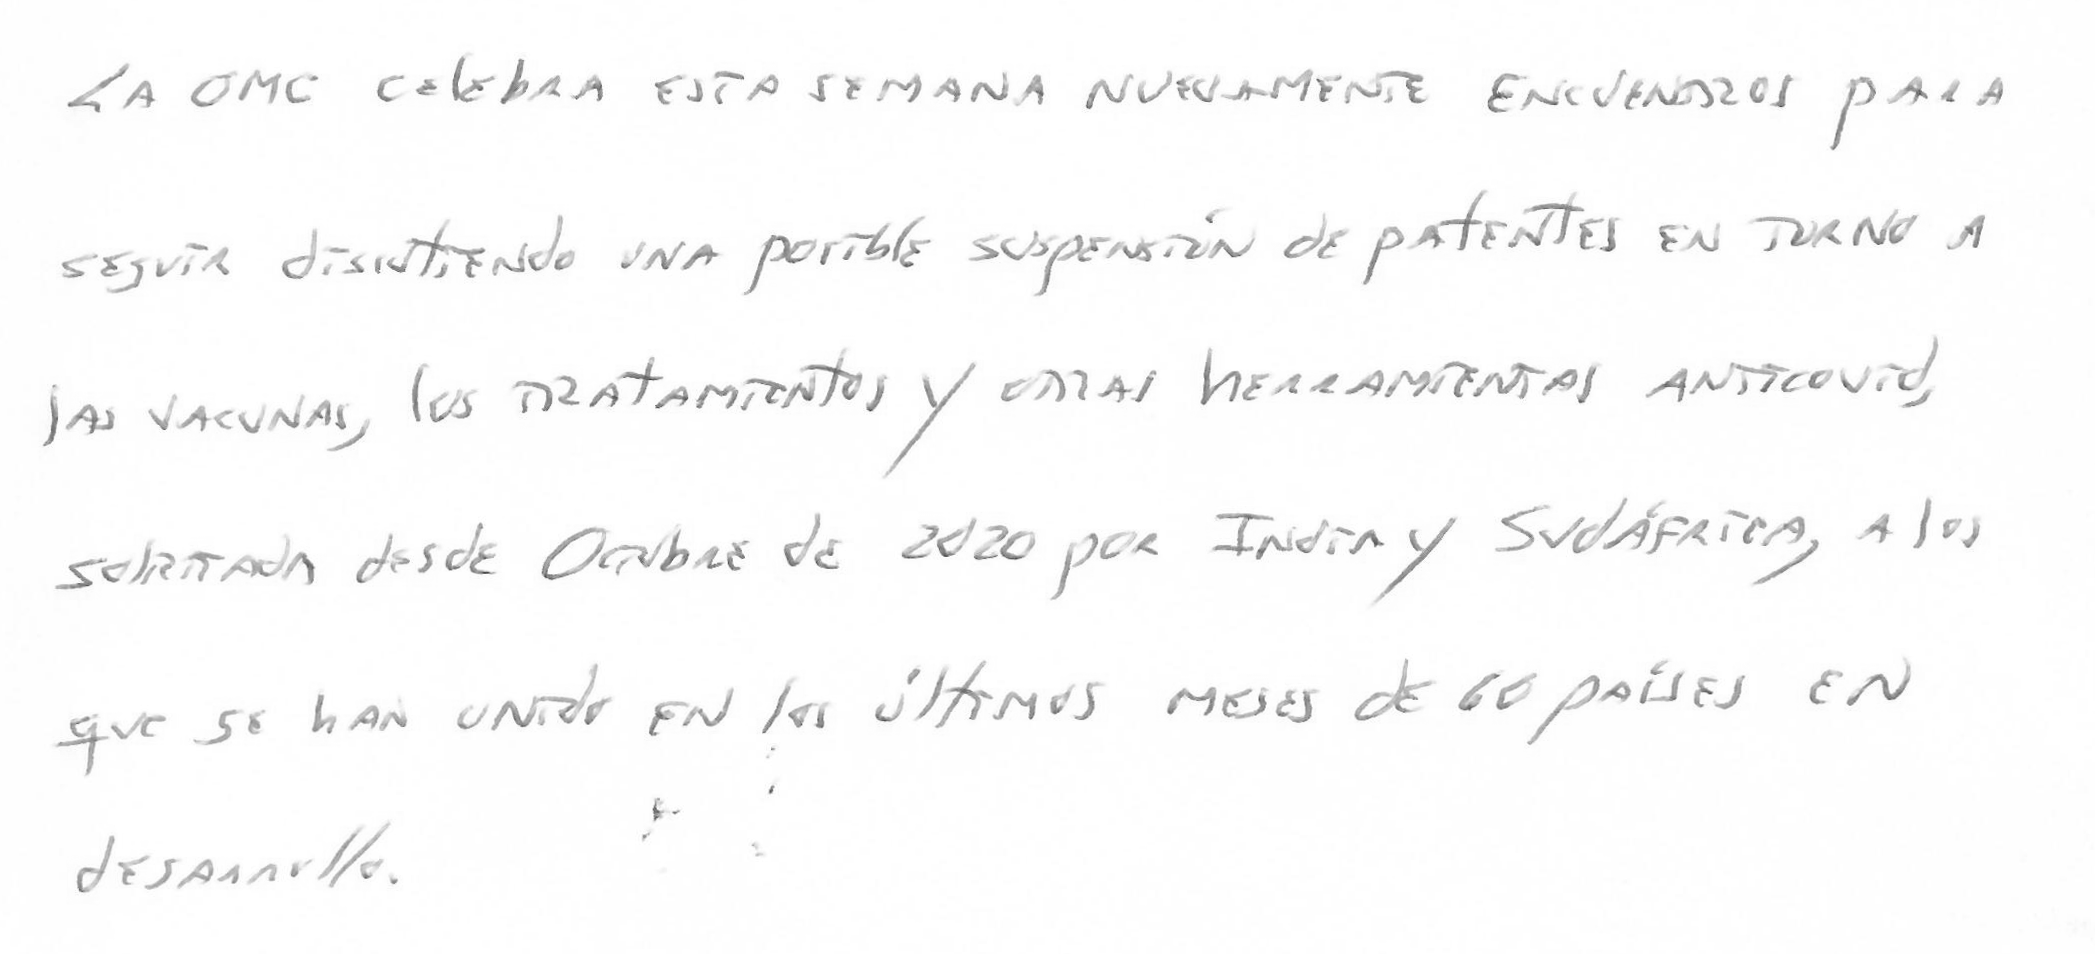 La OMC celebra esta semana nuevamente encuentros para
seguir discutiendo una posible suspensión de patentes en torno a
las vacunas, los tratamientos y otras herramientas anticovid,
solicitada desde Octubre de 2020 por India y Sudáfrica, a los
que se han unido en los últimos meses de 60 países en
desarrollo.